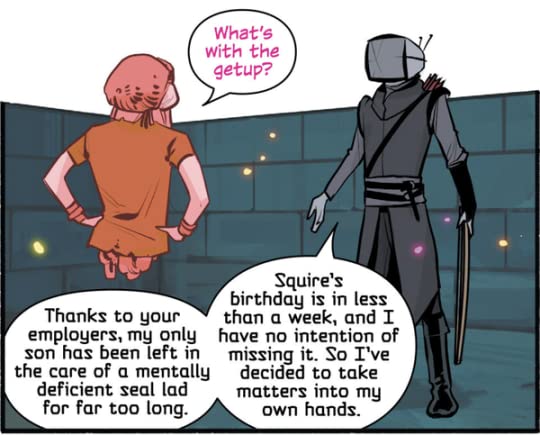 What's
with the
getup?
Thanks to your
employers, my only
son has been left in
the care of a mentally
deficient seal lad
for far too long.
Squire's
birthday is in less
than a week, and I
have no intention of
missing it. So I've
decided to take
matters into my
own hands.